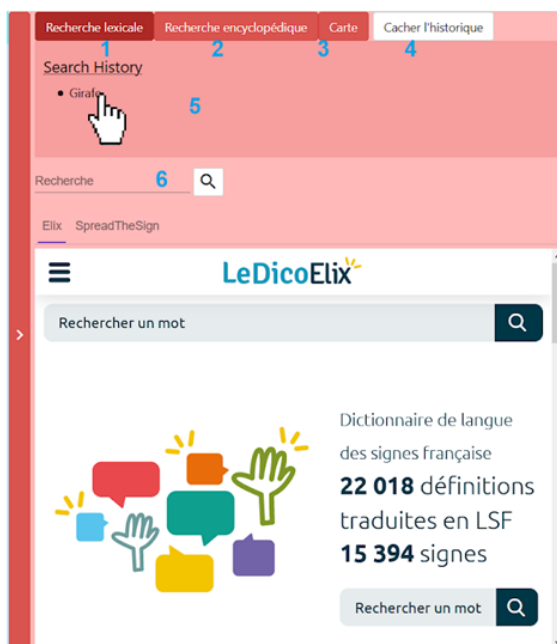 Recherche lexicale Recherche encyclopédique Carte Cacher l'historique
1 2 3 4
Search History
Girafe
5
Recherche 6
Elix SpreadTheSign
LeDicoElix
Rechercher un mot
Dictionnaire de langue
des signes française
22 018 définitions
traduites en LSF
15 394 signes
Rechercher un mot